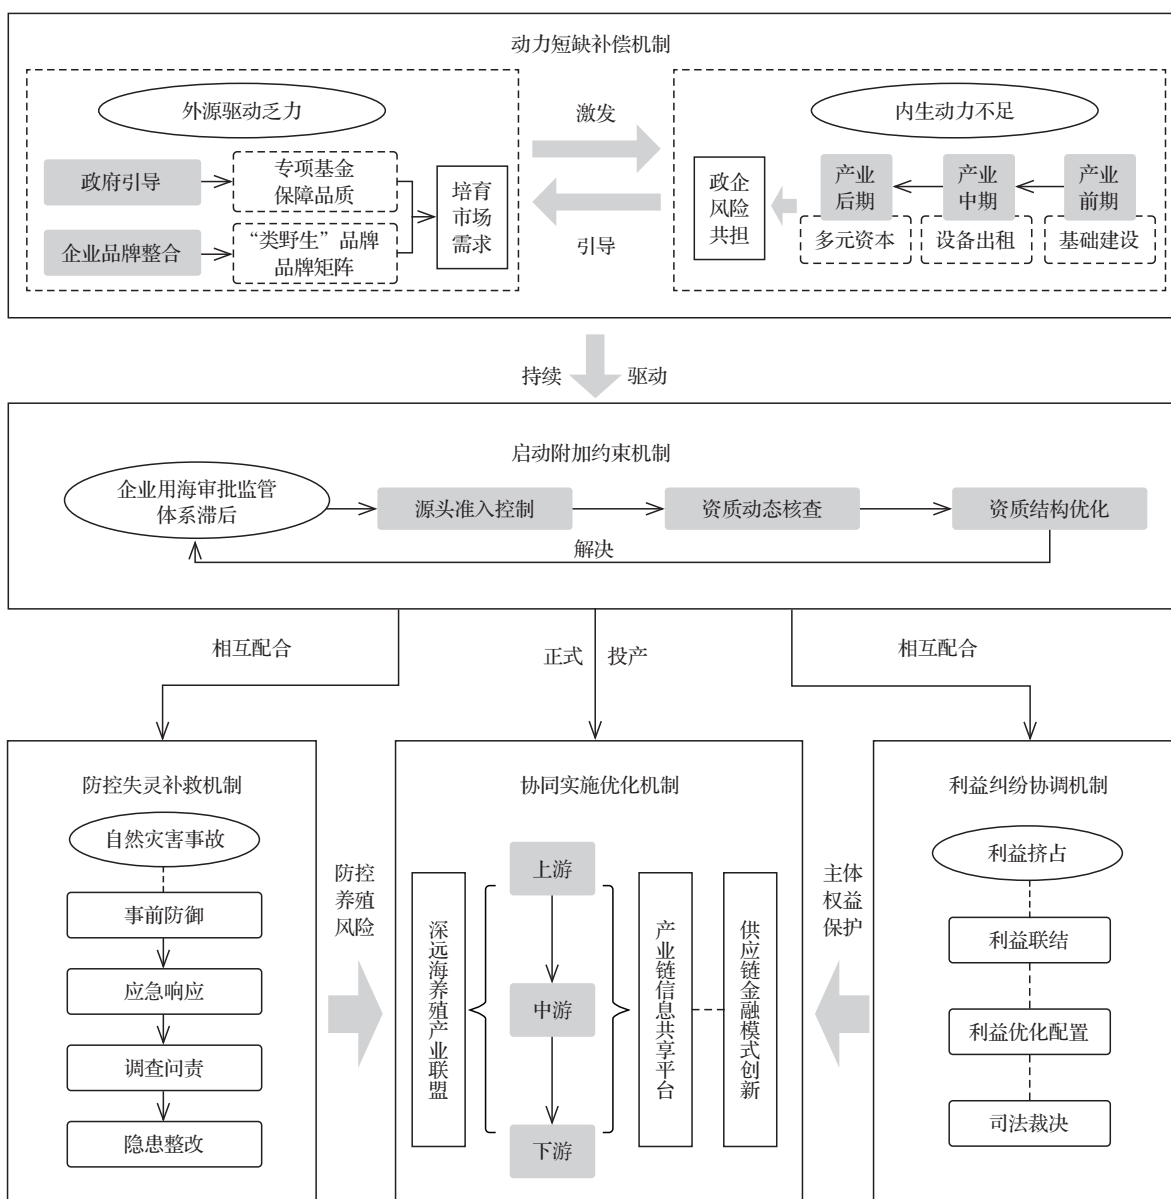 动力短缺补偿机制
外源驱动乏力
政府引导
专项基金
保障品质
企业品牌整合
“类野生”品牌
品牌矩阵
培育
市场
需求
激发
引导
内生动力不足
政企
风险
共担
产业
后期
多元资本
产业
中期
设备出租
产业
前期
基础建设
持续
驱动
启动附加约束机制
企业用海审批监管
体系滞后
源头准入控制
资质动态核查
资质结构优化
解决
相互配合
正式
投产
相互配合
防控失灵补救机制
自然灾害事故
事前防御
应急响应
调查问责
隐患整改
防控
养殖
风险
协同实施优化机制
深远海养殖产业联盟
上游
中游
下游
产业链信息共享平台
供应链金融模式创新
主体
权益
保护
利益纠纷协调机制
利益挤占
利益联结
利益优化配置
司法裁决